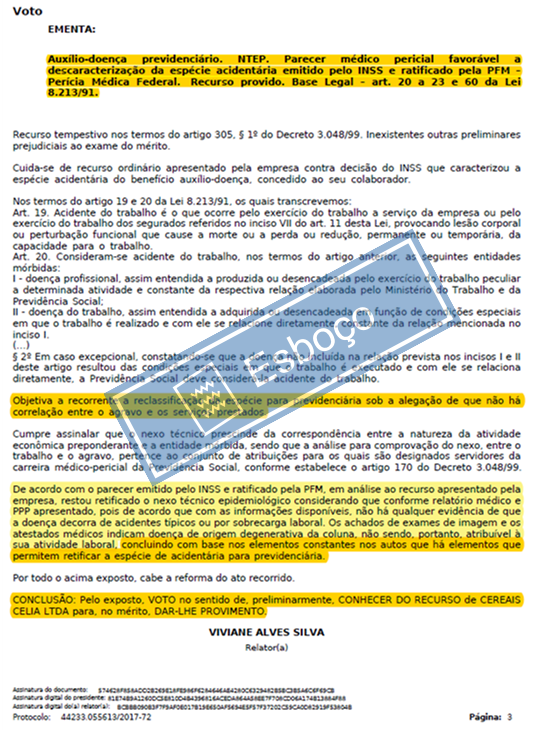 Voto
EMENTA:
Auxílio-doença previdenciário. NTEP. Parecer médico pericial favorável a
descaracterização da espécie acidentária emitido pelo INSS e ratificado pela PFM –
Perícia Médica Federal. Recurso provido. Base Legal – art. 20 a 23 e 60 da Lei
8.213/91.
Recurso tempestivo nos termos do artigo 305, § 1º do Decreto 3.048/99. Inexistentes outras preliminares
prejudiciais ao exame do mérito.
Cuida-se de recurso ordinário apresentado pela empresa contra decisão do INSS que caracterizou a
espécie acidentária do benefício auxílio-doença, concedido ao seu colaborador.
Nos termos do artigo 19 e 20 da Lei 8.213/91, os quais transcrevemos:
Art. 19. Acidente do trabalho é o que ocorre pelo exercício do trabalho a serviço da empresa ou pelo
exercício do trabalho dos segurados referidos no inciso VII do art. 11 desta Lei, provocando lesão corporal
ou perturbação funcional que cause a morte ou a perda ou redução, permanente ou temporária, da
capacidade para o trabalho.
Art. 20. Consideram-se acidente do trabalho, nos termos do artigo anterior, as seguintes entidades
mórbidas:
I - doença profissional, assim entendida a produzida ou desencadeada pelo exercício do trabalho peculiar
a determinada atividade e constante da respectiva relação elaborada pelo Ministério do Trabalho e da
Previdência Social;
II - doença do trabalho, assim entendida a adquirida ou desencadeada em função de condições especiais
em que o trabalho é realizado e com ele se relacione diretamente, constante da relação mencionada no
inciso I.
(...)
§ 2º Em caso excepcional, constatando-se que a doença não incluída na relação prevista nos incisos I e II
deste artigo resultou das condições especiais em que o trabalho é executado e com ele se relaciona
diretamente, a Previdência Social deve considerá-la acidente do trabalho.
Esboço
Objetiva a recorrente a reclassificação da espécie para previdenciária sob a alegação de que não há
correlação entre o agravo e os serviços prestados.
Cumpre assinalar que o nexo técnico prescinde da correspondência entre a natureza da atividade
econômica preponderante e a entidade mórbida, sendo que a análise para comprovação do nexo, entre o
trabalho e o agravo, pertence ao conjunto de atribuições para os quais são designados servidores da
carreira médico-pericial da Previdência Social, conforme estabelece o artigo 170 do Decreto 3.048/99.
De acordo com o parecer emitido pelo INSS e ratificado pela PFM, em análise ao recurso apresentado pela
empresa, restou retificado o nexo técnico epidemiológico considerando que conforme relatório médico e
PPP apresentado, pois de acordo com as informações disponíveis, não há qualquer evidência de que
a doença decorra de acidentes típicos ou por sobrecarga laboral. Os achados de exames de imagem e os
atestados médicos indicam doença de origem degenerativa da coluna, não sendo, portanto, atribuível à
sua atividade laboral, concluindo com base nos elementos constantes nos autos que há elementos que
permitem retificar a espécie de acidentária para previdenciária.
Por todo o acima exposto, cabe a reforma do ato recorrido.
CONCLUSÃO: Pelo exposto, VOTO no sentido de, preliminarmente, CONHECER DO RECURSO de CEREAIS
CELIA LTDA para, no mérito, DAR-LHE PROVIMENTO.
VIVIANE ALVES SILVA
Relator(a)
Assinatura do documento:
Assinatura digital do presidente:
Assinatura digital do(a) relator(a):
Protocolo: 44233.055613/2017-72
Página: 3